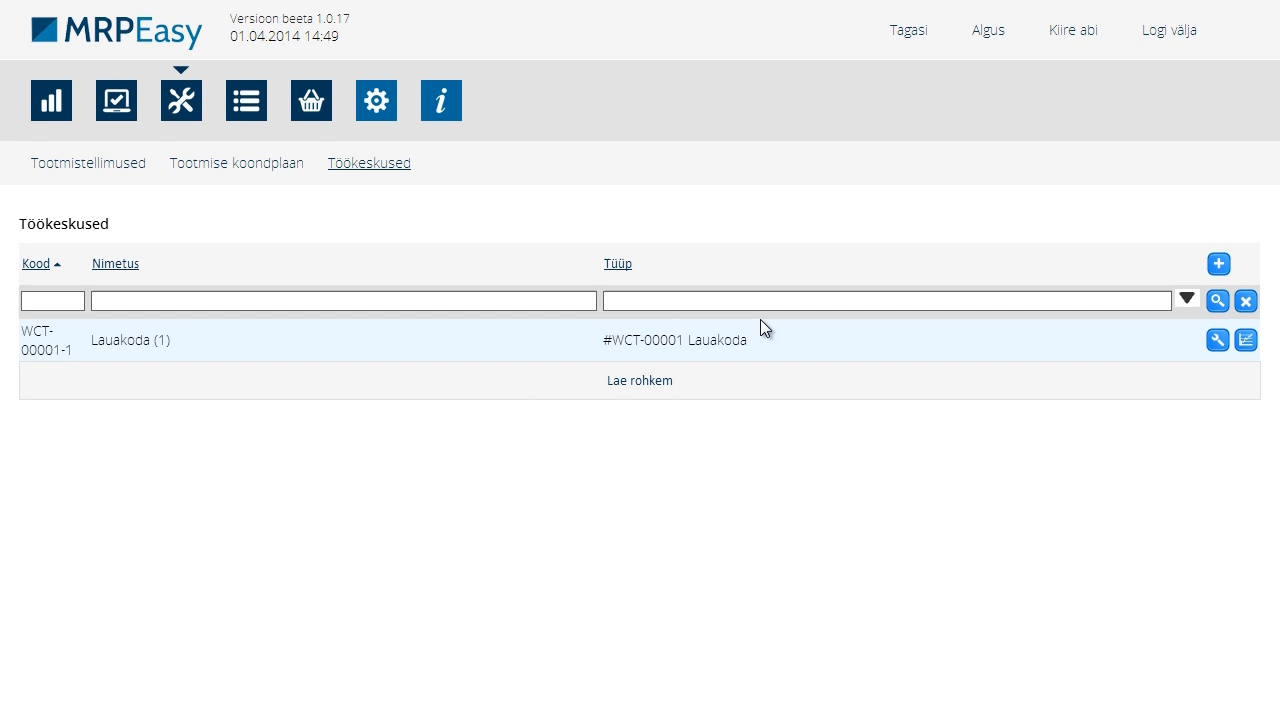 MRPEasy
Versioon beeta 1.0.17
01.04.2014 14:49
Tagasi Algus Kiire abi Logi välja
Tootmistellimused Tootmise koondplaan Töökeskused
Töökeskused
Kood Nimetus Tüüp
WCT-
00001-1 Lauakoda (1) #WCT-00001 Lauakoda
Lae rohkem